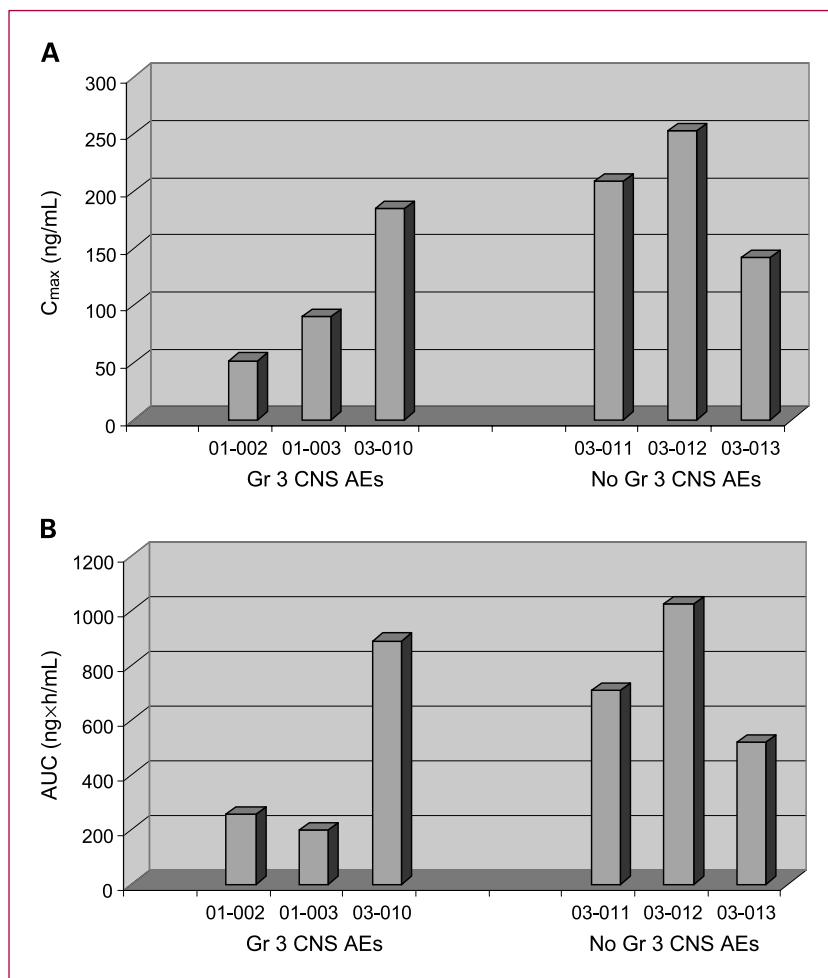 A
300
250
200
150
100
50
0
C max (ng/mL)
01-002 01-003 03-010 03-011 03-012 03-013
Gr 3 CNS AEs No Gr 3 CNS AEs
B
1200
1000
800
600
400
200
0
AUC (ng×h/mL)
01-002 01-003 03-010 03-011 03-012 03-013
Gr 3 CNS AEs No Gr 3 CNS AEs